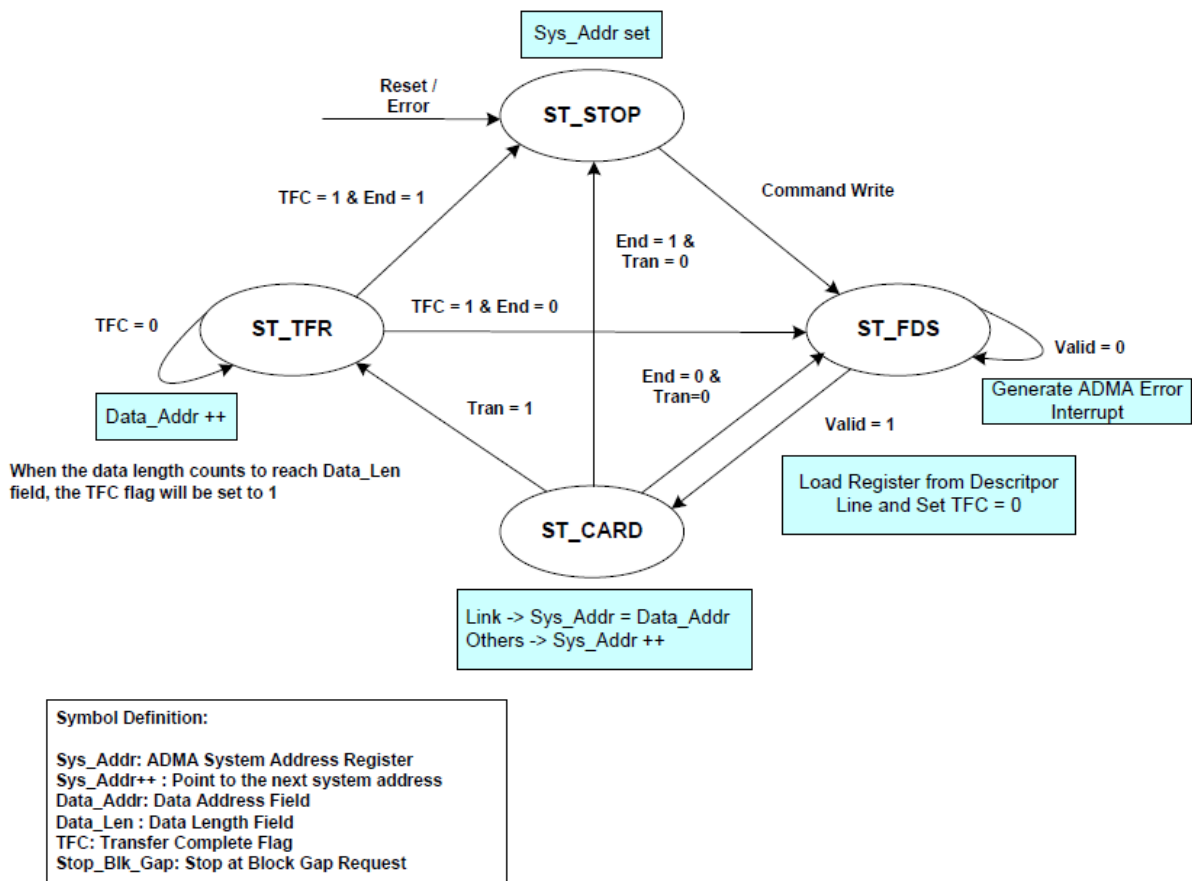 Sys_Addr set
Reset /
Error
ST_STOP
TFC = 1 & End = 1
Command Write
End = 1 &
Tran = 0
TFC = 0
ST_TFR
TFC = 1 & End = 0
ST_FDS
Valid = 0
Data_Addr ++
Tran = 1
End = 0 &
Tran=0
Generate ADMA Error
Interrupt
Valid = 1
When the data length counts to reach Data_Len
field, the TFC flag will be set to 1
Load Register from Descritpor
Line and Set TFC = 0
ST_CARD
Link -> Sys_Addr = Data_Addr
Others -> Sys_Addr ++
Symbol Definition:
Sys_Addr: ADMA System Address Register
Sys_Addr++ : Point to the next system address
Data_Addr: Data Address Field
Data_Len : Data Length Field
TFC: Transfer Complete Flag
Stop_Blk_Gap: Stop at Block Gap Request